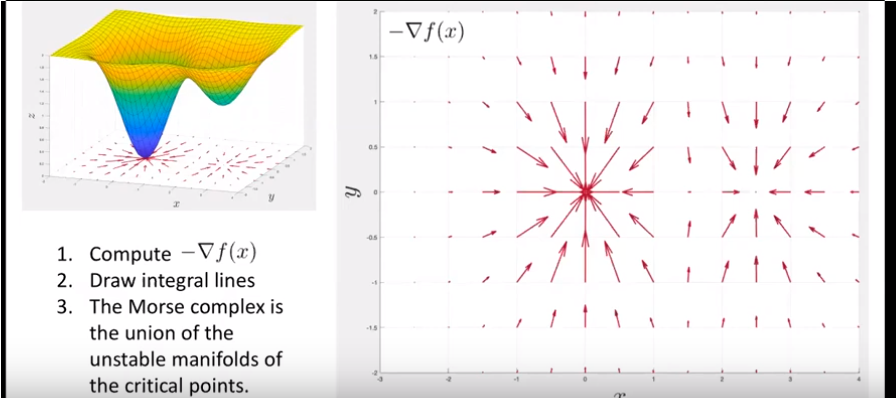 −∇f(x)
2
1.5
1
0.5
0
-0.5
-1
-1.5
-2
-3
-2
-1
0
1
2
3
4
y
x
z
x
y
1. Compute −∇f(x)
2. Draw integral lines
3. The Morse complex is
the union of the
unstable manifolds of
the critical points.